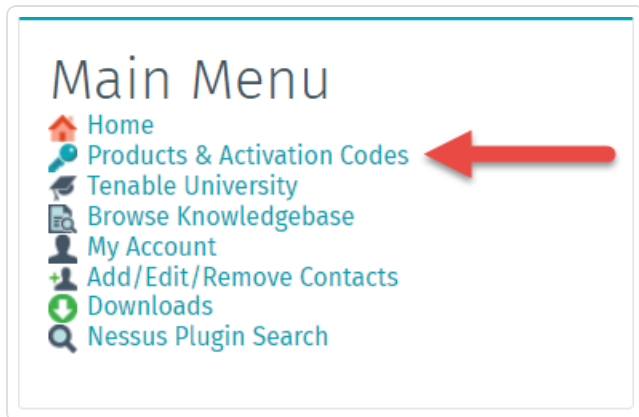 Main Menu
Home
Products & Activation Codes
Tenable University
Browse Knowledgebase
My Account
Add/Edit/Remove Contacts
Downloads
Nessus Plugin Search